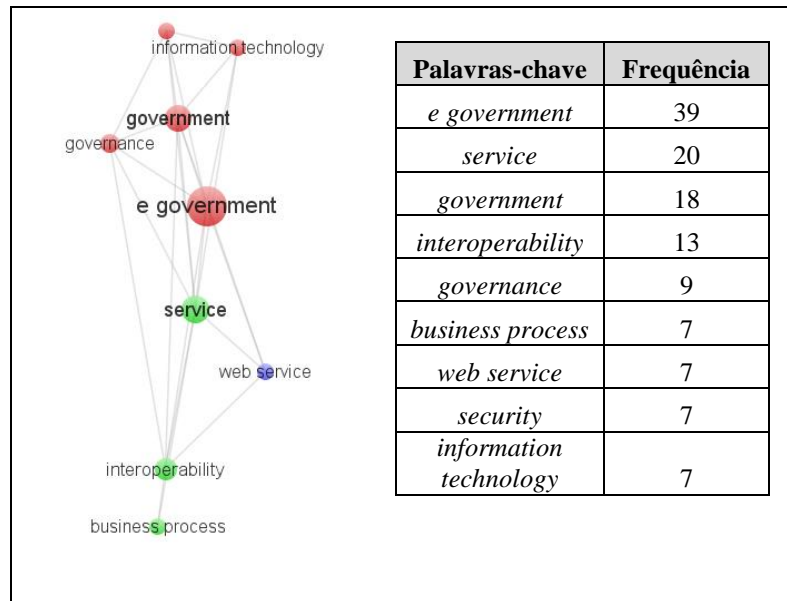 information technology
government
governance
e government
service
web service
interoperability
business process
Palavras-chave Frequência
e government 39
service 20
government 18
interoperability 13
governance 9
business process 7
web service 7
security 7
information
technology 7